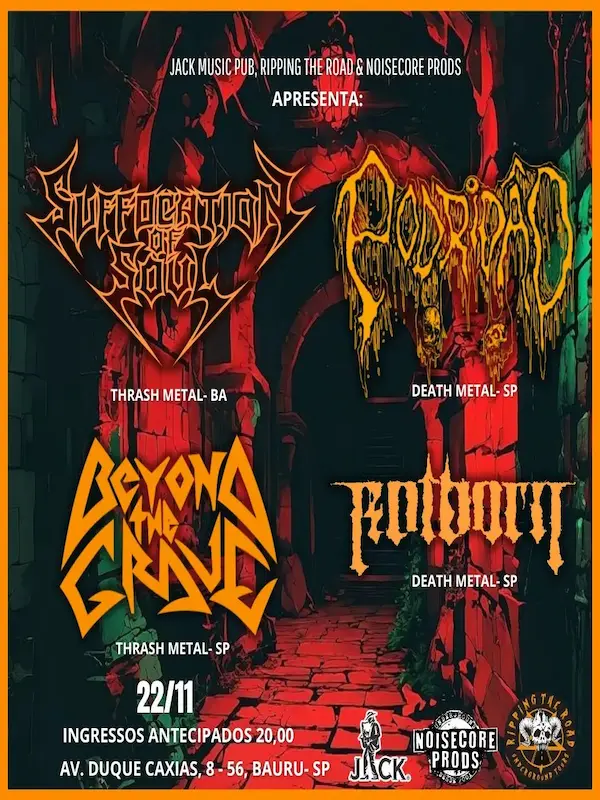 JACK MUSIC PUB, RIPPING THE ROAD & NOISECORE PRODS
APRESENTA:
SUFFOCATION
OF
SOUL
THRASH METAL- BA
PODRIDÃO
DEATH METAL- SP
BEYOND
THE
GRAVE
THRASH METAL- SP
Rotborn
DEATH METAL- SP
22/11
INGRESSOS ANTECIPADOS 20,00
AV. DUQUE CAXIAS, 8 - 56, BAURU- SP
JACK.
NOISECORE
PRODS
RIPPING THE ROAD
UNDERGROUND TOURS